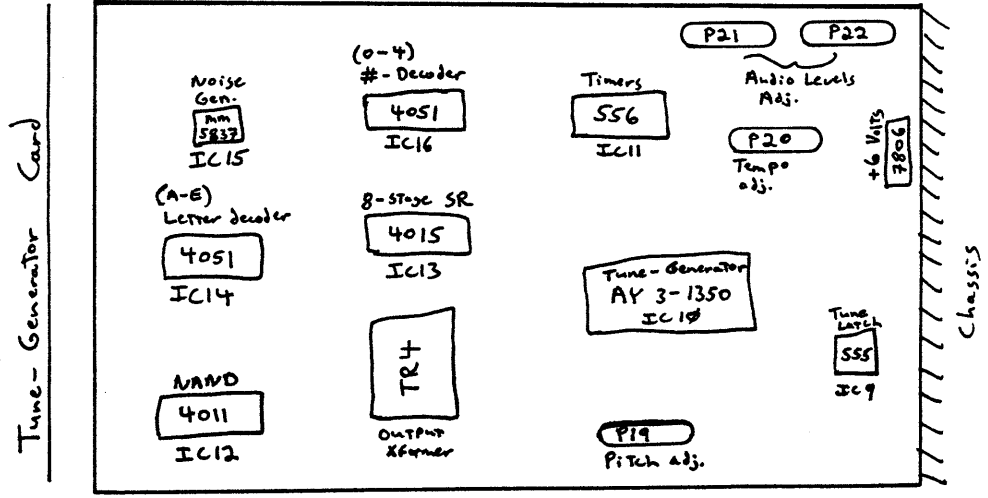 Tune-Generator Card
P21
P22
Audio Levels
Adj.
(0-4)
#-Decoder
4051
IC16
Noise
Gen.
MM
5837
IC15
Timers
556
IC11
P20
Tempo
adj.
+6 Volts
7806
(A-E)
Letter decoder
4051
IC14
8-Stage SR
4015
IC13
Tune-Generator
AY 3-1350
IC10
Chassis
Tune
Latch
555
IC9
TR4
Output
Xformer
NAND
4011
IC12
P19
Pitch adj.